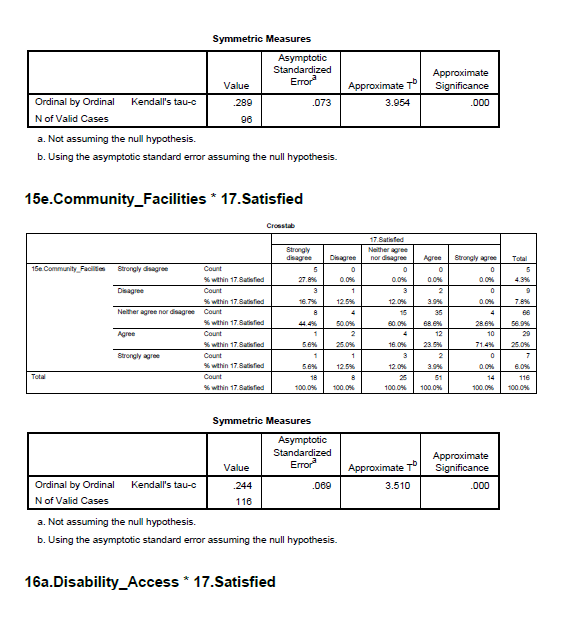 Symmetric Measures
Value Asymptotic Standardized Error^a Approximate T^b Approximate Significance
Ordinal by Ordinal Kendall's tau-c .289 .073 3.954 .000
N of Valid Cases 96
a. Not assuming the null hypothesis.
b. Using the asymptotic standard error assuming the null hypothesis.
15e.Community_Facilities * 17.Satisfied
Crosstab
17.Satisfied
Strongly disagree Disagree Neither agree nor disagree Agree Strongly agree Total
15e.Community_Facilities Strongly disagree Count 5 0 0 0 0 5
% within 17.Satisfied 27.8% 0.0% 0.0% 0.0% 0.0% 4.3%
Disagree Count 3 1 3 2 0 9
% within 17.Satisfied 16.7% 12.5% 12.0% 3.9% 0.0% 7.8%
Neither agree nor disagree Count 8 4 15 35 4 66
% within 17.Satisfied 44.4% 50.0% 60.0% 68.6% 28.6% 56.9%
Agree Count 1 2 4 12 10 29
% within 17.Satisfied 5.6% 25.0% 16.0% 23.5% 71.4% 25.0%
Strongly agree Count 1 1 3 2 0 7
% within 17.Satisfied 5.6% 12.5% 12.0% 3.9% 0.0% 6.0%
Total Count 18 8 25 51 14 116
% within 17.Satisfied 100.0% 100.0% 100.0% 100.0% 100.0% 100.0%
Symmetric Measures
Value Asymptotic Standardized Error^a Approximate T^b Approximate Significance
Ordinal by Ordinal Kendall's tau-c .244 .069 3.510 .000
N of Valid Cases 116
a. Not assuming the null hypothesis.
b. Using the asymptotic standard error assuming the null hypothesis.
16a.Disability_Access * 17.Satisfied